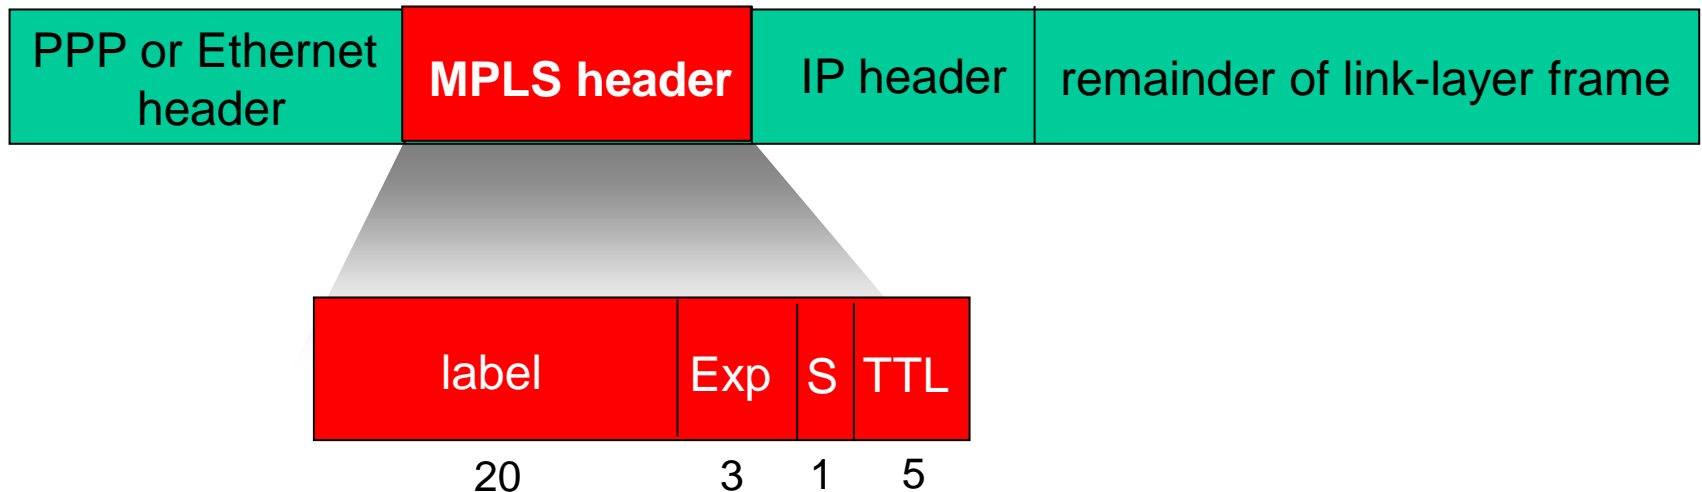 PPP or Ethernet
header
MPLS header
IP header
remainder of link-layer frame
label
Exp
S
TTL
20
3
1
5